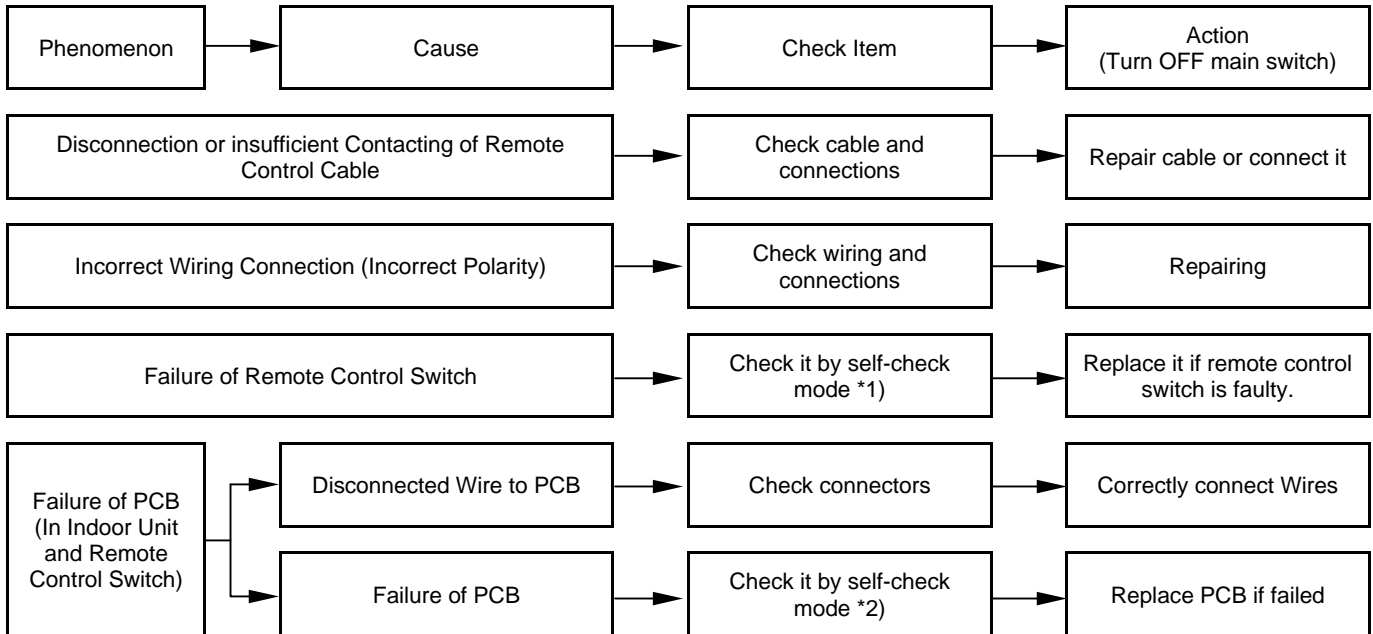 Phenomenon
Cause
Check Item
Action
(Turn OFF main switch)
Disconnection or insufficient Contacting of Remote
Control Cable
Check cable and
connections
Repair cable or connect it
Incorrect Wiring Connection (Incorrect Polarity)
Check wiring and
connections
Repairing
Failure of Remote Control Switch
Check it by self-check
mode *1)
Replace it if remote control
switch is faulty.
Failure of PCB
(In Indoor Unit
and Remote
Control Switch)
Disconnected Wire to PCB
Check connectors
Correctly connect Wires
Failure of PCB
Check it by self-check
mode *2)
Replace PCB if failed